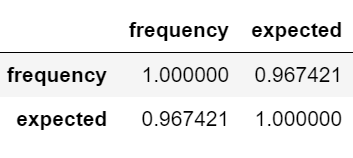 frequency expected
frequency 1.000000 0.967421
expected 0.967421 1.000000